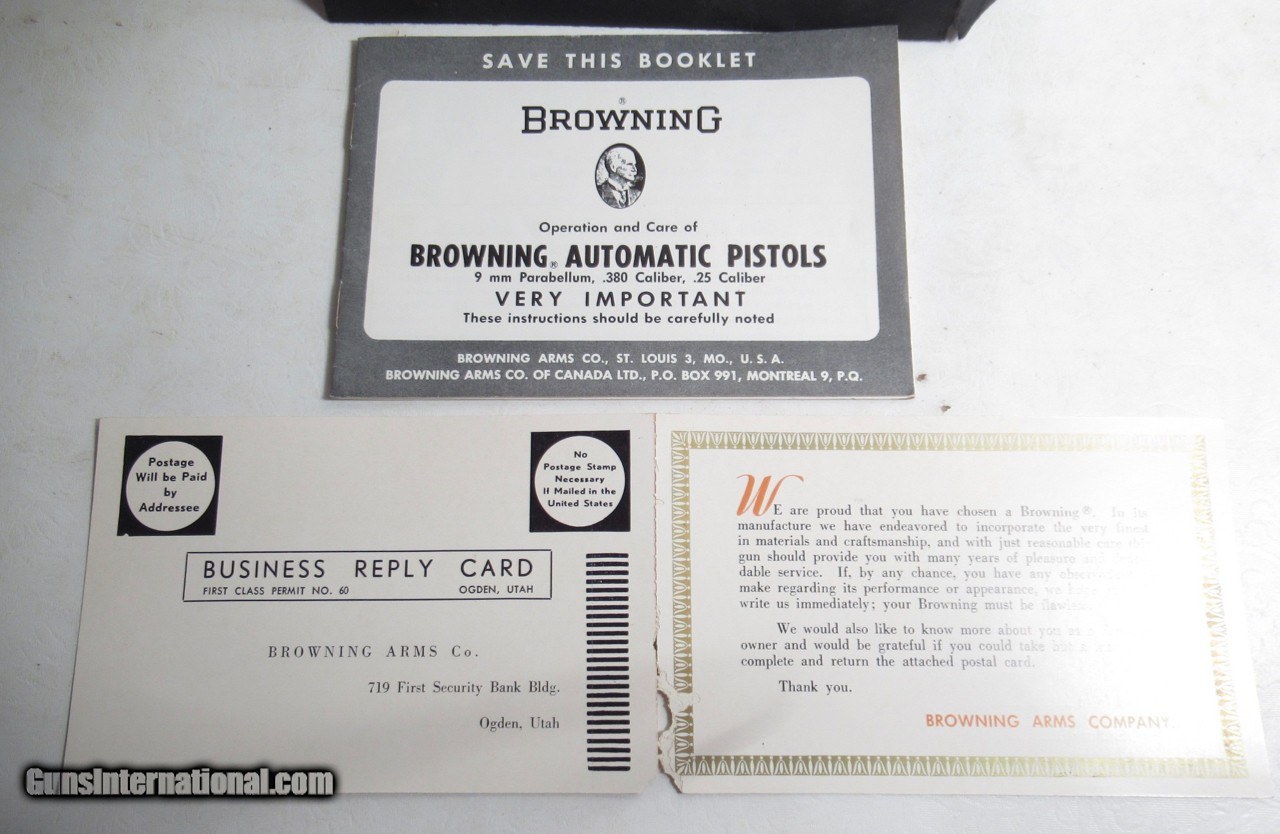 SAVE THIS BOOKLET
®
BROWNING
Operation and Care of
BROWNING® AUTOMATIC PISTOLS
9 mm Parabellum, .380 Caliber, .25 Caliber
VERY IMPORTANT
These instructions should be carefully noted
BROWNING ARMS CO., ST. LOUIS 3, MO., U. S. A.
BROWNING ARMS CO. OF CANADA LTD., P.O. BOX 991, MONTREAL 9, P.Q.
Postage
Will be Paid
by
Addressee
No
Postage Stamp
Necessary
If Mailed in the
United States
BUSINESS REPLY CARD
FIRST CLASS PERMIT NO. 60 OGDEN, UTAH
BROWNING ARMS Co.
719 First Security Bank Bldg.
Ogden, Utah
WE are proud that you have chosen a Browning®. In its
manufacture we have endeavored to incorporate the very finest
in materials and craftsmanship, and with just reasonable care this
gun should provide you with many years of pleasure and
dable service. If, by any chance, you have any
make regarding its performance or appearance, we
write us immediately; your Browning must be
We would also like to know more about you as a
owner and would be grateful if you could take
complete and return the attached postal card.
Thank you.
BROWNING ARMS COMPANY
GunsInternational.com